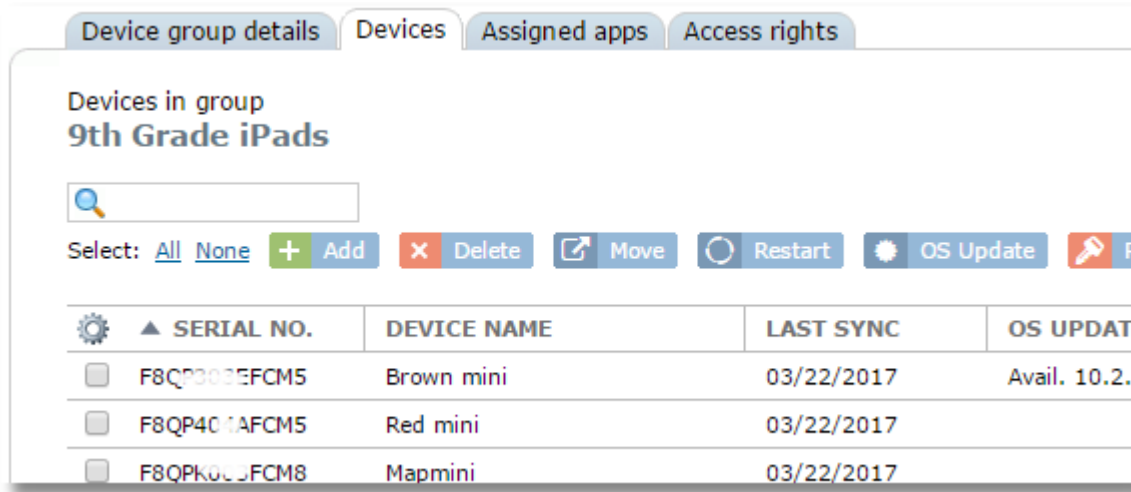 Device group details Devices Assigned apps Access rights
Devices in group
9th Grade iPads
Select: All None Add Delete Move Restart OS Update
SERIAL NO. DEVICE NAME LAST SYNC OS UPDAT
Brown mini 03/22/2017 Avail. 10.2.
Red mini 03/22/2017
Mapmini 03/22/2017